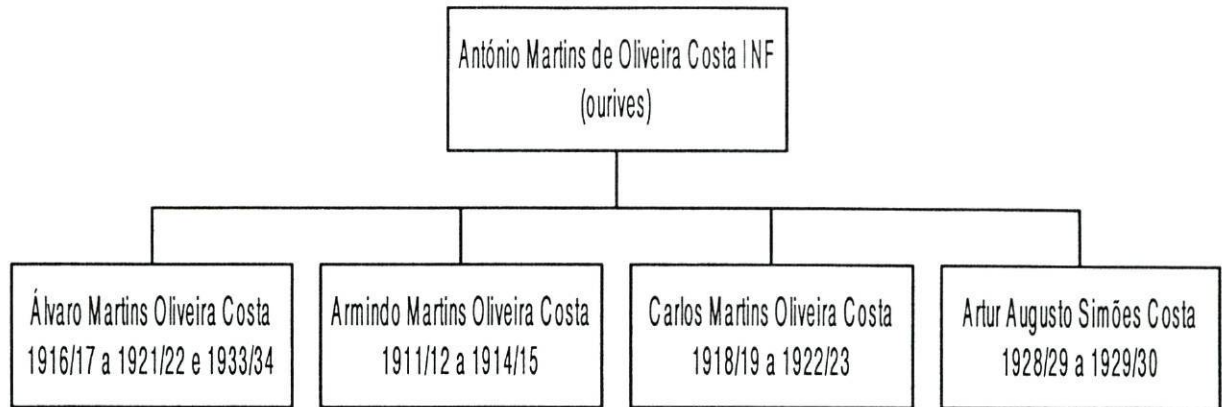 António Martins de Oliveira Costa INF
(ourives)
Álvaro Martins Oliveira Costa
1916/17 a 1921/22 e 1933/34
Armindo Martins Oliveira Costa
1911/12 a 1914/15
Carlos Martins Oliveira Costa
1918/19 a 1922/23
Artur Augusto Simões Costa
1928/29 a 1929/30